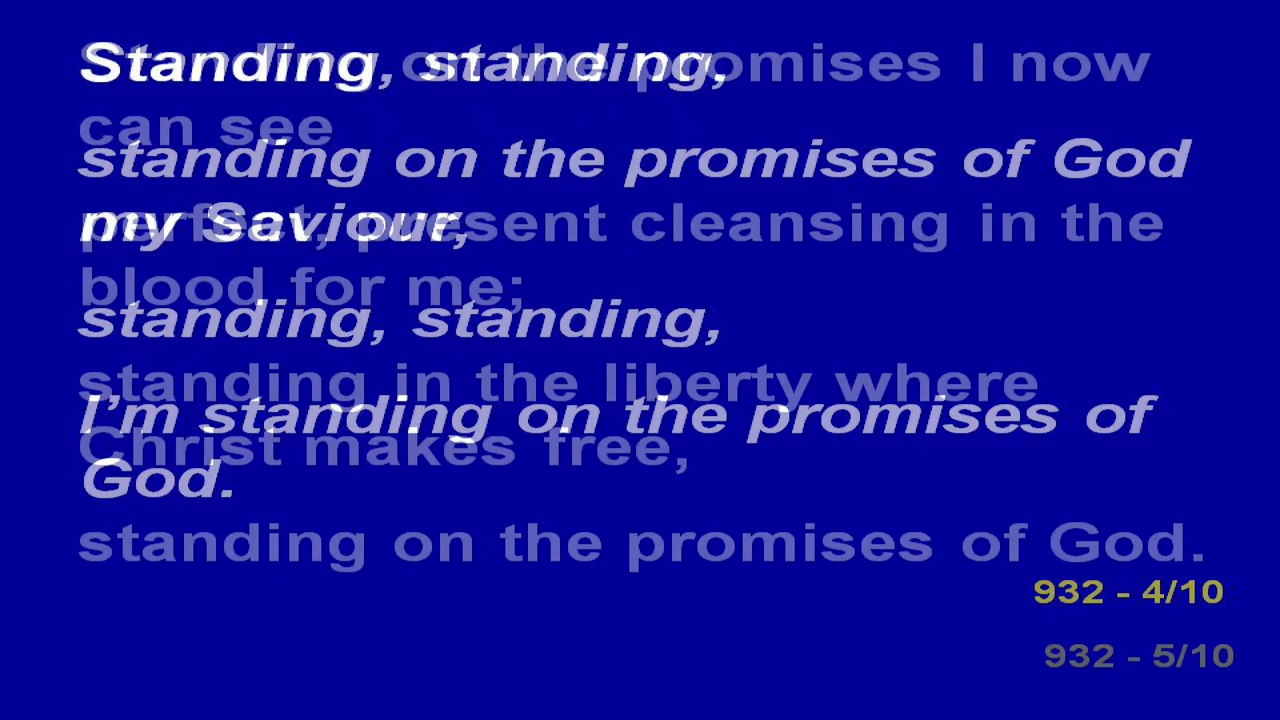 Standing, standing,
standing on the promises of God
my Saviour,
standing, standing,
I'm standing on the promises of
God.
932 - 4/10
Standing on the promises I now
can see
perfect, present cleansing in the
blood for me;
standing in the liberty where
Christ makes free,
standing on the promises of God.
932 - 5/10